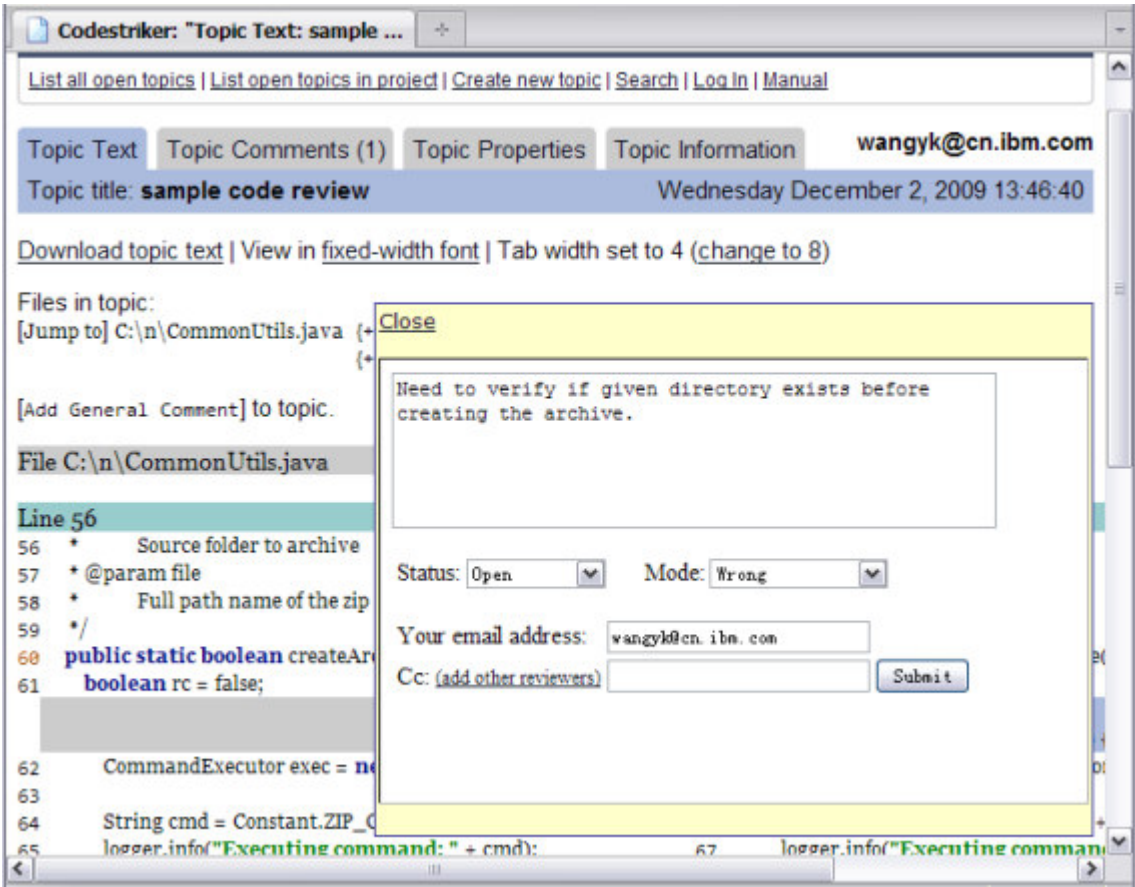 Codestriker: "Topic Text: sample ...
List all open topics | List open topics in project | Create new topic | Search | Log In | Manual
Topic Text Topic Comments (1) Topic Properties Topic Information wangyk@cn.ibm.com
Topic title: sample code review Wednesday December 2, 2009 13:46:40
Download topic text | View in fixed-width font | Tab width set to 4 (change to 8)
Files in topic:
[Jump to] C:\n\CommonUtils.java {+
{+
[Add General Comment] to topic.
File C:\n\CommonUtils.java
Line 56
56 * Source folder to archive
57 * @param file
58 * Full path name of the zip
59 */
60 public static boolean createAr
61 boolean rc = false;
62 CommandExecutor exec = ne
63
64 String cmd = Constant.ZIP_
65 logger.info("Executing command: " + cmd); 67 logger.info("Executing comman
Close
Need to verify if given directory exists before
creating the archive.
Status: Open Mode: Wrong
Your email address: wangyk@cn.ibm.com
Cc: (add other reviewers) Submit